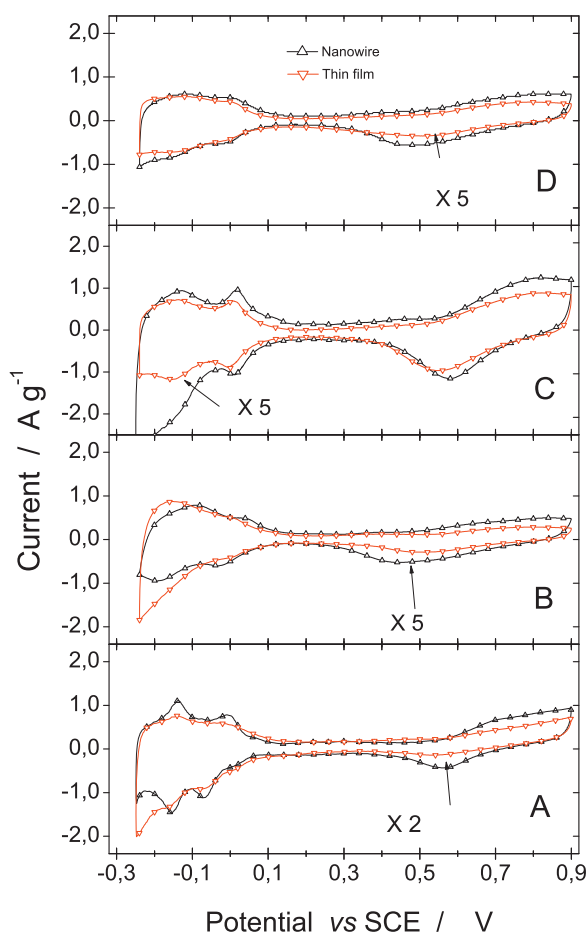 2,0
1,0
0,0
-1,0
-2,0
Nanowire
Thin film
X 5
D
2,0
1,0
0,0
-1,0
-2,0
X 5
C
2,0
1,0
0,0
-1,0
-2,0
X 5
B
2,0
1,0
0,0
-1,0
-2,0
X 2
A
Current / A g-1
-0,3 -0,1 0,1 0,3 0,5 0,7 0,9
Potential vs SCE / V